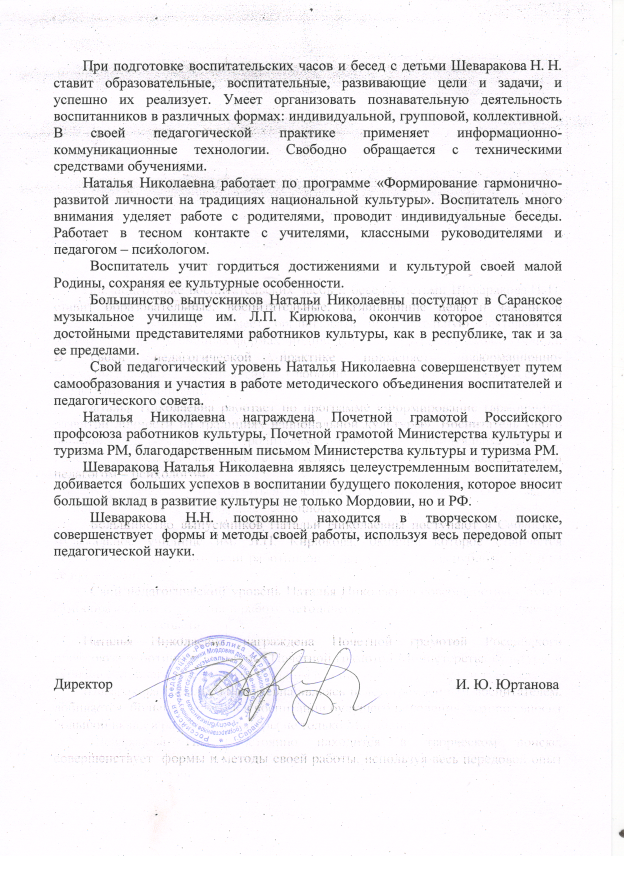 При подготовке воспитательских часов и бесед с детьми Шеваракова Н. Н.
ставит образовательные, воспитательные, развивающие цели и задачи, и
успешно их реализует. Умеет организовать познавательную деятельность
воспитанников в различных формах: индивидуальной, групповой, коллективной.
В своей педагогической практике применяет информационно-
коммуникационные технологии. Свободно обращается с техническими
средствами обучениями.
Наталья Николаевна работает по программе «Формирование гармонично-
развитой личности на традициях национальной культуры». Воспитатель много
внимания уделяет работе с родителями, проводит индивидуальные беседы.
Работает в тесном контакте с учителями, классными руководителями и
педагогом – психологом.
Воспитатель учит гордиться достижениями и культурой своей малой
Родины, сохраняя ее культурные особенности.
Большинство выпускников Натальи Николаевны поступают в Саранское
музыкальное училище им. Л.П. Кирюкова, окончив которое становятся
достойными представителями работников культуры, как в республике, так и за
ее пределами.
Свой педагогический уровень Наталья Николаевна совершенствует путем
самообразования и участия в работе методического объединения воспитателей и
педагогического совета.
Наталья Николаевна награждена Почетной грамотой Российского
профсоюза работников культуры, Почетной грамотой Министерства культуры и
туризма РМ, благодарственным письмом Министерства культуры и туризма РМ.
Шеваракова Наталья Николаевна являясь целеустремленным воспитателем,
добивается больших успехов в воспитании будущего поколения, которое вносит
большой вклад в развитие культуры не только Мордовии, но и РФ.
Шеваракова Н.Н. постоянно находится в творческом поиске,
совершенствует формы и методы своей работы, используя весь передовой опыт
педагогической науки.
Директор И. Ю. Юртанова